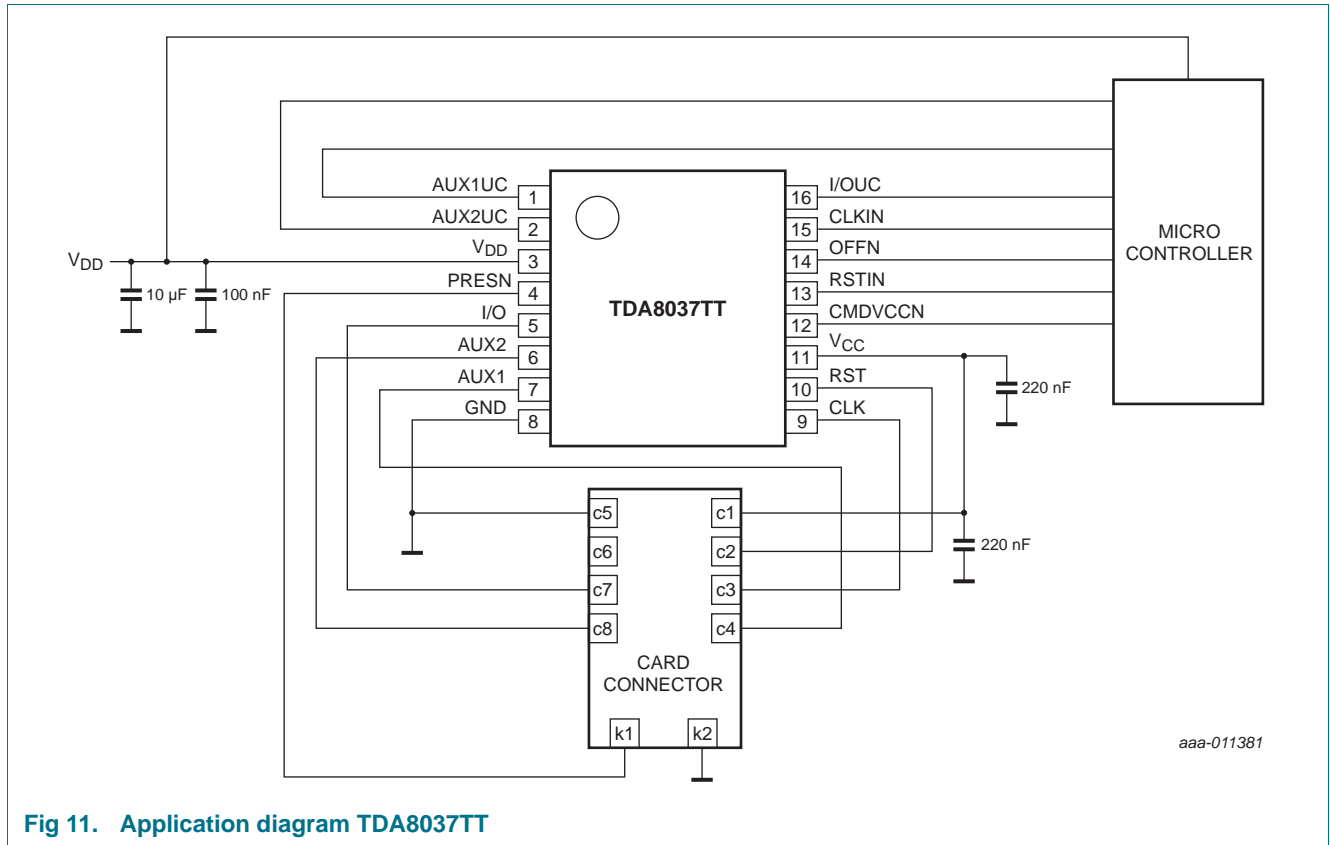 AUX1UC
1
AUX2UC
2
VDD
3
PRESN
4
I/O
5
AUX2
6
AUX1
7
GND
8
TDA8037TT
I/OUC
16
CLKIN
15
OFFN
14
RSTIN
13
CMDVCCN
12
VCC
11
RST
10
CLK
9
MICRO
CONTROLLER
VDD
10 µF
100 nF
220 nF
220 nF
c5
c1
c6
c2
c7
c3
c8
c4
CARD
CONNECTOR
k1
k2
aaa-011381
Fig 11. Application diagram TDA8037TT